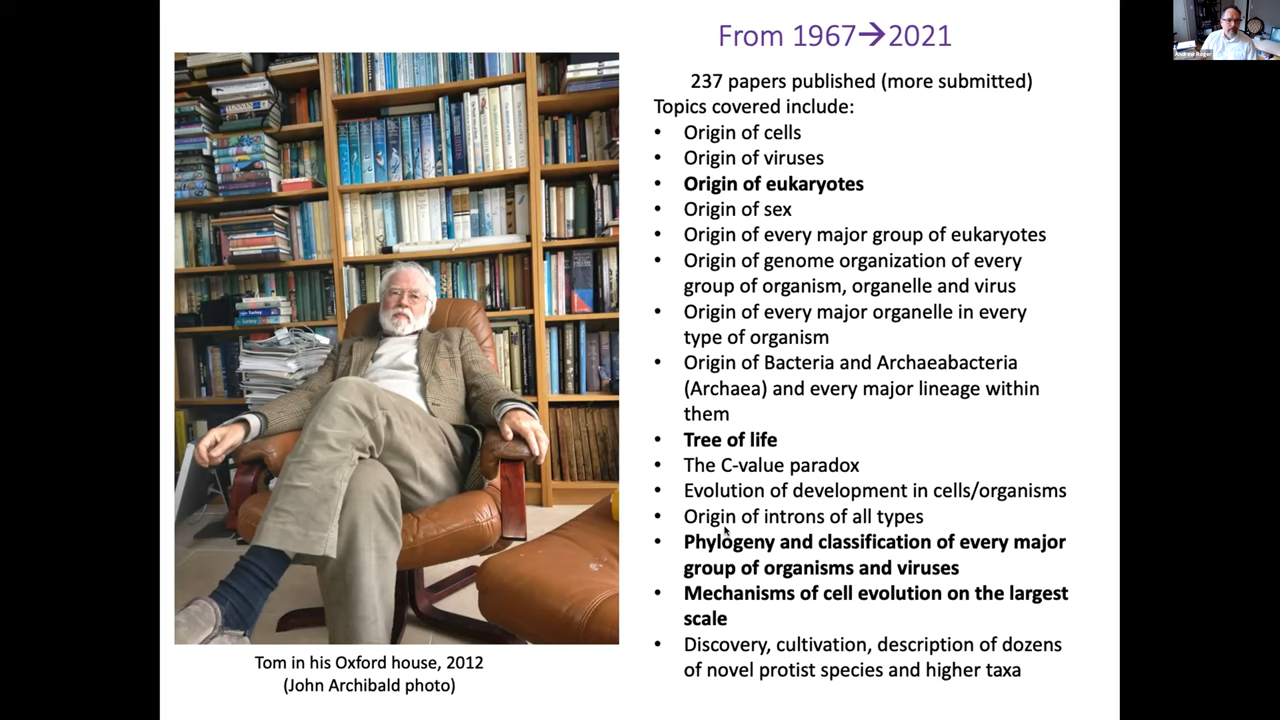 From 1967→2021
Andrew Roger
237 papers published (more submitted)
Topics covered include:
• Origin of cells
• Origin of viruses
• Origin of eukaryotes
• Origin of sex
• Origin of every major group of eukaryotes
• Origin of genome organization of every
group of organism, organelle and virus
• Origin of every major organelle in every
type of organism
• Origin of Bacteria and Archaeabacteria
(Archaea) and every major lineage within
them
• Tree of life
• The C-value paradox
• Evolution of development in cells/organisms
• Origin of introns of all types
• Phylogeny and classification of every major
group of organisms and viruses
• Mechanisms of cell evolution on the largest
scale
• Discovery, cultivation, description of dozens
of novel protist species and higher taxa
Turkey
Turkey
Tom in his Oxford house, 2012
(John Archibald photo)